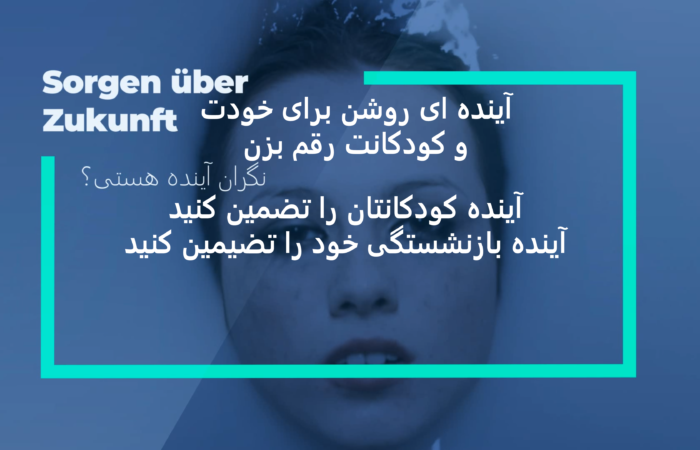 Sorgen über
Zukunft
آینده ای روشن برای خودت
و کودکانت رقم بزن
نگران آینده هستی؟
آینده کودکانتان را تضمین کنید
آینده بازنشستگی خود را تضیمین کنید